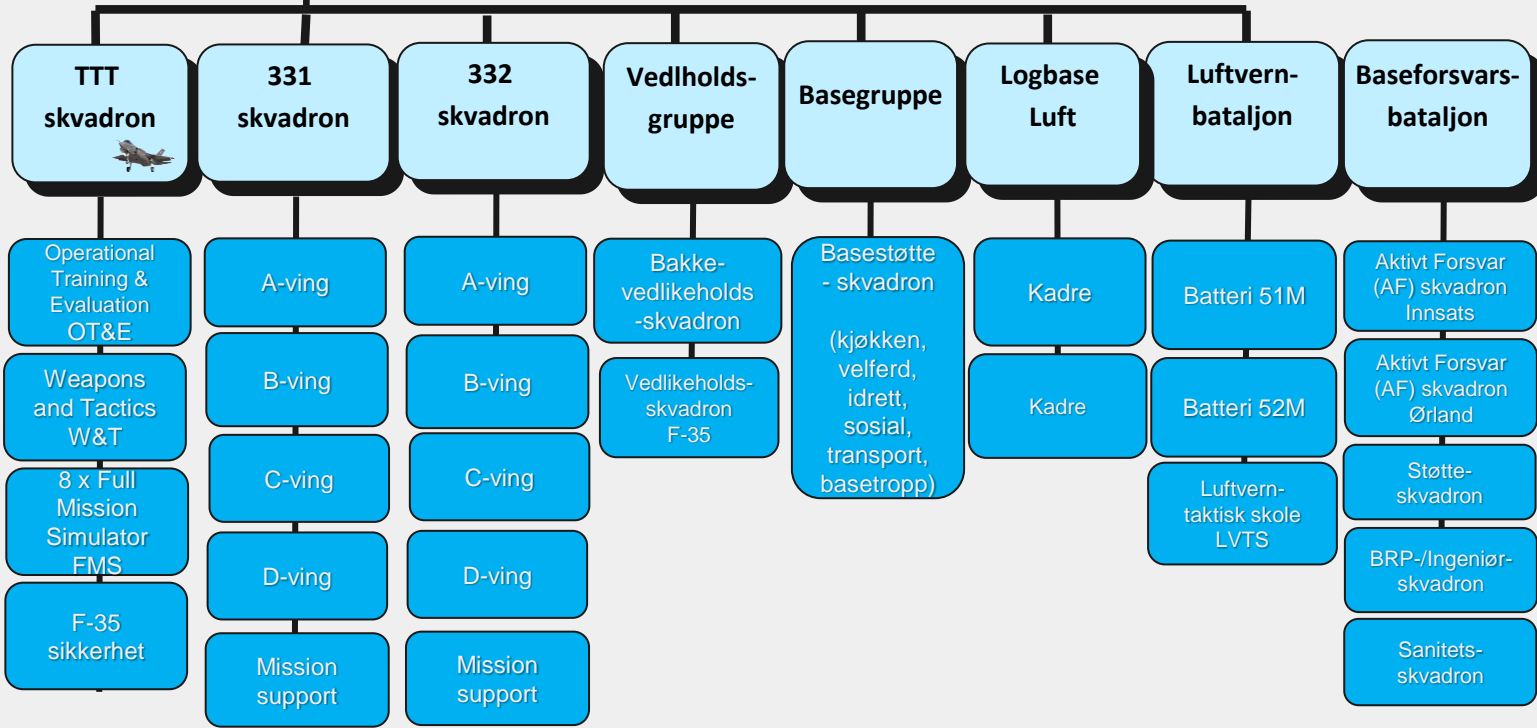 TTT
skvadron
331
skvadron
332
skvadron
Vedlholds-
gruppe
Basegruppe
Logbase
Luft
Luftvern-
bataljon
Baseforsvars-
bataljon
Operational
Training &
Evaluation
OT&E
Weapons
and Tactics
W&T
8 x Full
Mission
Simulator
FMS
F-35
sikkerhet
A-ving
B-ving
C-ving
D-ving
Mission
support
A-ving
B-ving
C-ving
D-ving
Mission
support
Bakke-
vedlikeholds
-skvadron
Vedlikeholds-
skvadron
F-35
Basestøtte
- skvadron
(kjøkken,
velferd,
idrett,
sosial,
transport,
basetropp)
Kadre
Kadre
Batteri 51M
Batteri 52M
Luftvern-
taktisk skole
LVTS
Aktivt Forsvar
(AF) skvadron
Innsats
Aktivt Forsvar
(AF) skvadron
Ørland
Støtte-
skvadron
BRP-/Ingeniør-
skvadron
Sanitets-
skvadron